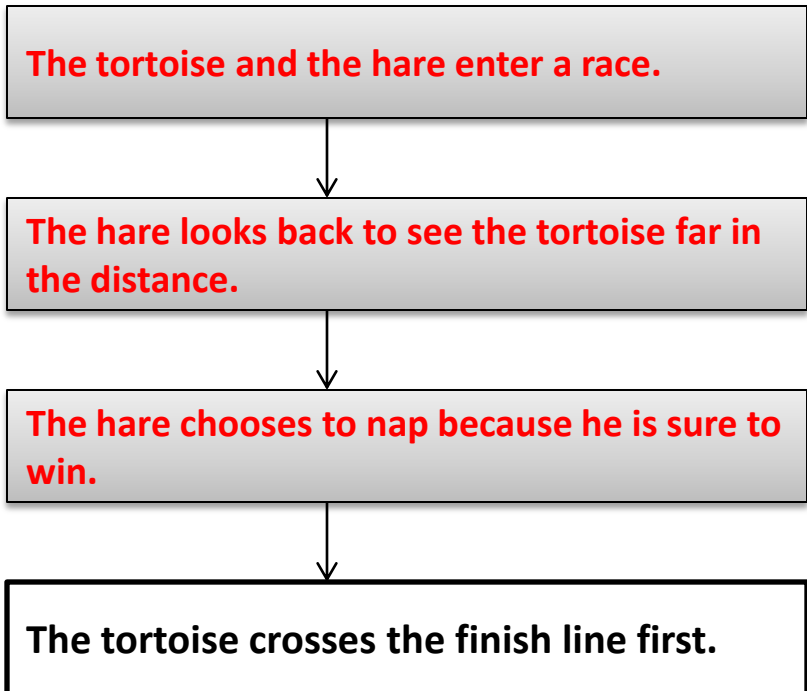 The tortoise and the hare enter a race.
The hare looks back to see the tortoise far in
the distance.
The hare chooses to nap because he is sure to
win.
The tortoise crosses the finish line first.